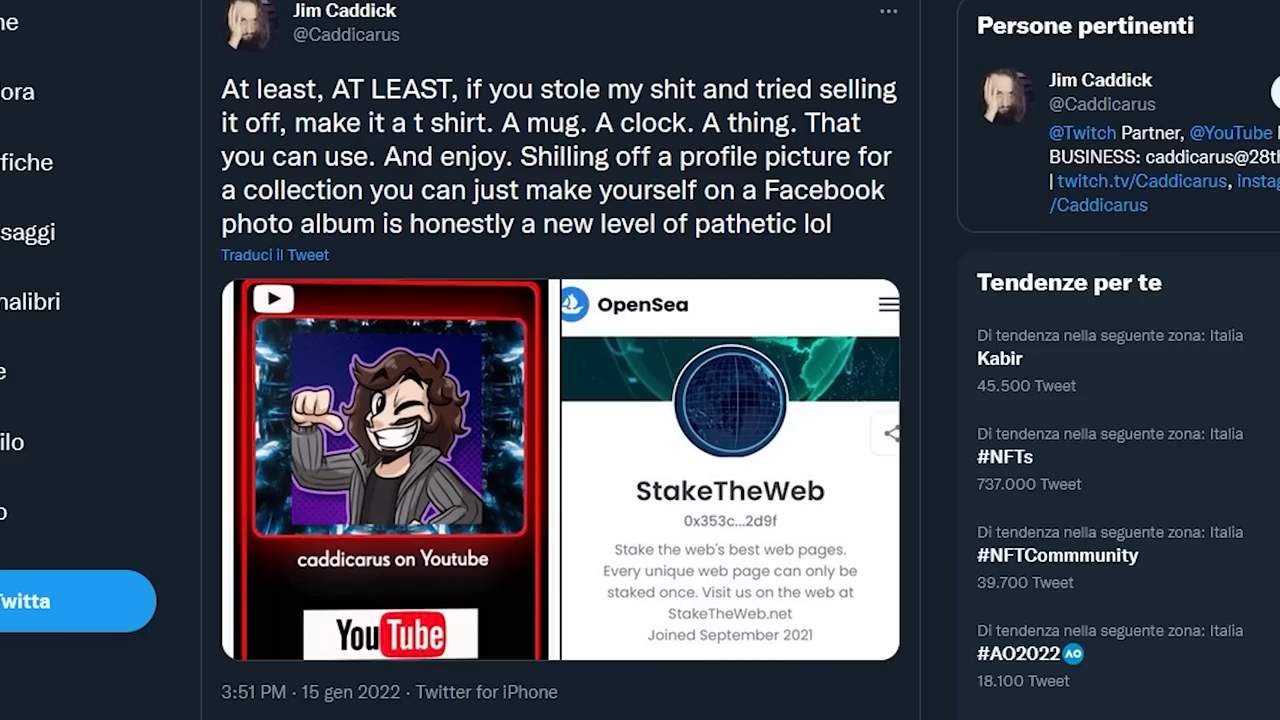 ne
ora
fiche
saggi
nalibri
e
ilo
o
Twitta
Jim Caddick
@Caddicarus
At least, AT LEAST, if you stole my shit and tried selling
it off, make it a t shirt. A mug. A clock. A thing. That
you can use. And enjoy. Shilling off a profile picture for
a collection you can just make yourself on a Facebook
photo album is honestly a new level of pathetic lol
Traduci il Tweet
caddicarus on Youtube
YouTube
OpenSea
StakeTheWeb
0x353c...2d9f
Stake the web's best web pages.
Every unique web page can only be
staked once. Visit us on the web at
StakeTheWeb.net
Joined September 2021
3:51 PM · 15 gen 2022 · Twitter for iPhone
Persone pertinenti
Jim Caddick
@Caddicarus
@Twitch Partner, @YouTube
BUSINESS: caddicarus@28th
| twitch.tv/Caddicarus, instag
/Caddicarus
Tendenze per te
Di tendenza nella seguente zona: Italia
Kabir
45.500 Tweet
Di tendenza nella seguente zona: Italia
#NFTs
737.000 Tweet
Di tendenza nella seguente zona: Italia
#NFTCommmunity
39.700 Tweet
Di tendenza nella seguente zona: Italia
#AO2022 AO
18.100 Tweet